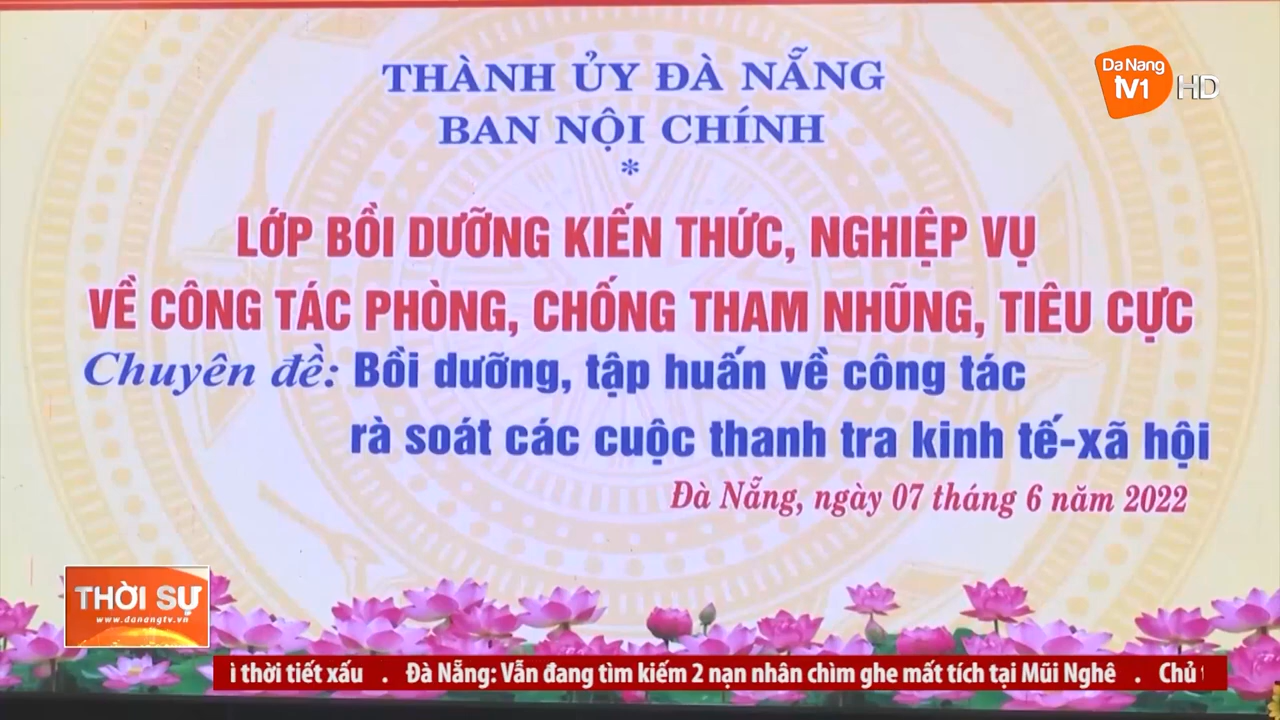 THÀNH ỦY ĐÀ NẴNG
Da Nang
TV1 HD
BAN NỘI CHÍNH
*
LỚP BỒI DƯỠNG KIẾN THỨC, NGHIỆP VỤ
VỀ CÔNG TÁC PHÒNG, CHỐNG THAM NHŨNG, TIÊU CỰC
Chuyên đề: Bồi dưỡng, tập huấn về công tác
rà soát các cuộc thanh tra kinh tế-xã hội
Đà Nẵng, ngày 07 tháng 6 năm 2022
THỜI SỰ
www.danangtv.vn
ì thời tiết xấu . Đà Nẵng: Vẫn đang tìm kiếm 2 nạn nhân chìm ghe mất tích tại Mũi Nghê . Chủ